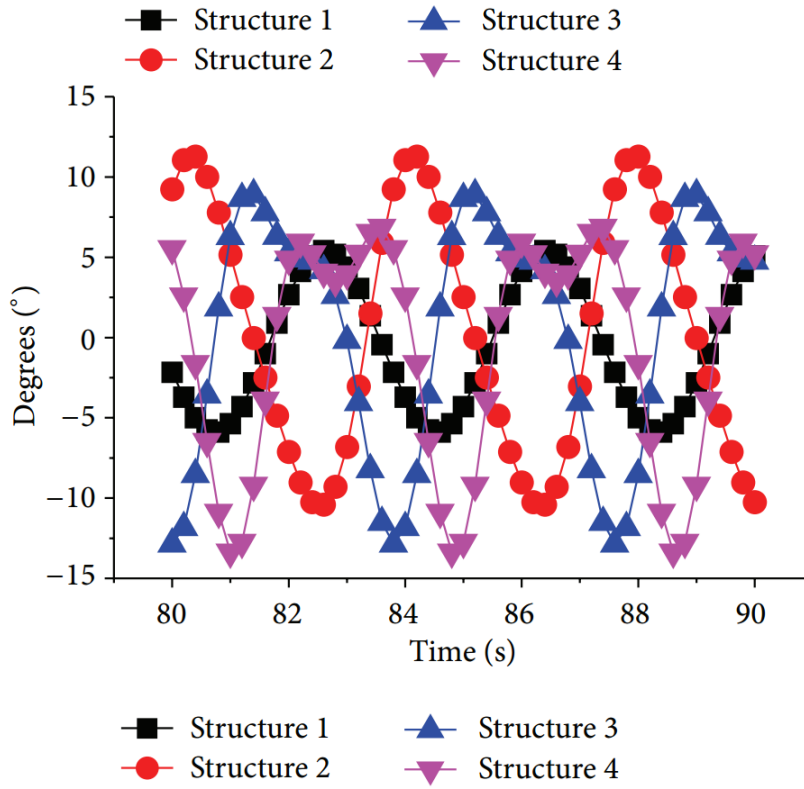 Structure 1 Structure 3
Structure 2 Structure 4
15
10
5
0
−5
−10
−15
Degrees (°)
80 82 84 86 88 90
Time (s)
Structure 1 Structure 3
Structure 2 Structure 4